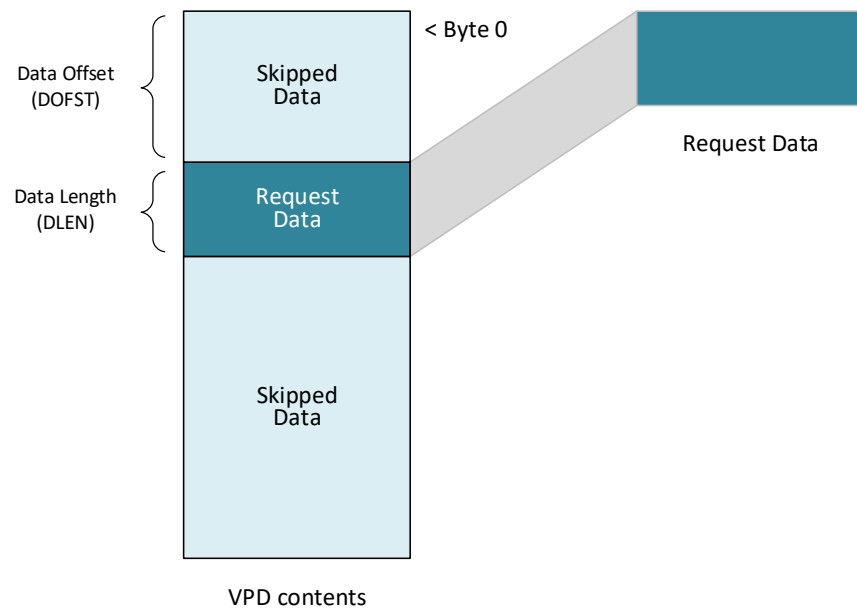 < Byte 0
Data Offset
(DOFST)
Skipped
Data
Request Data
Data Length
(DLEN)
Request
Data
Skipped
Data
VPD contents